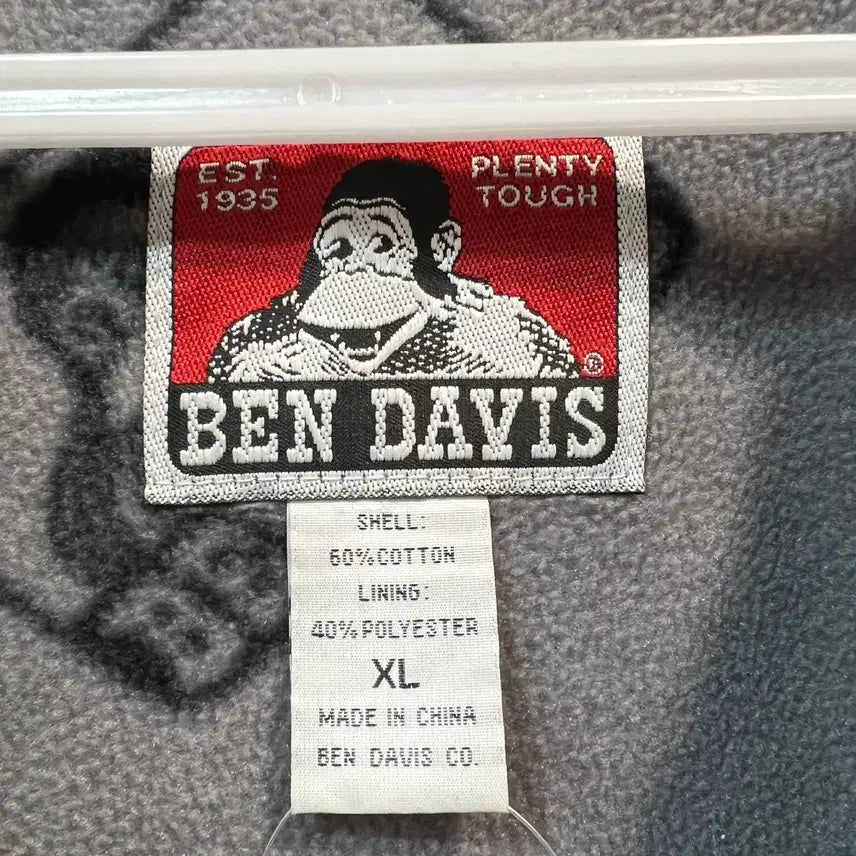 EST.
1935
PLENTY
TOUGH
®
BEN DAVIS
SHELL:
60%COTTON
LINING:
40%POLYESTER
XL
MADE IN CHINA
BEN DAVIS CO.